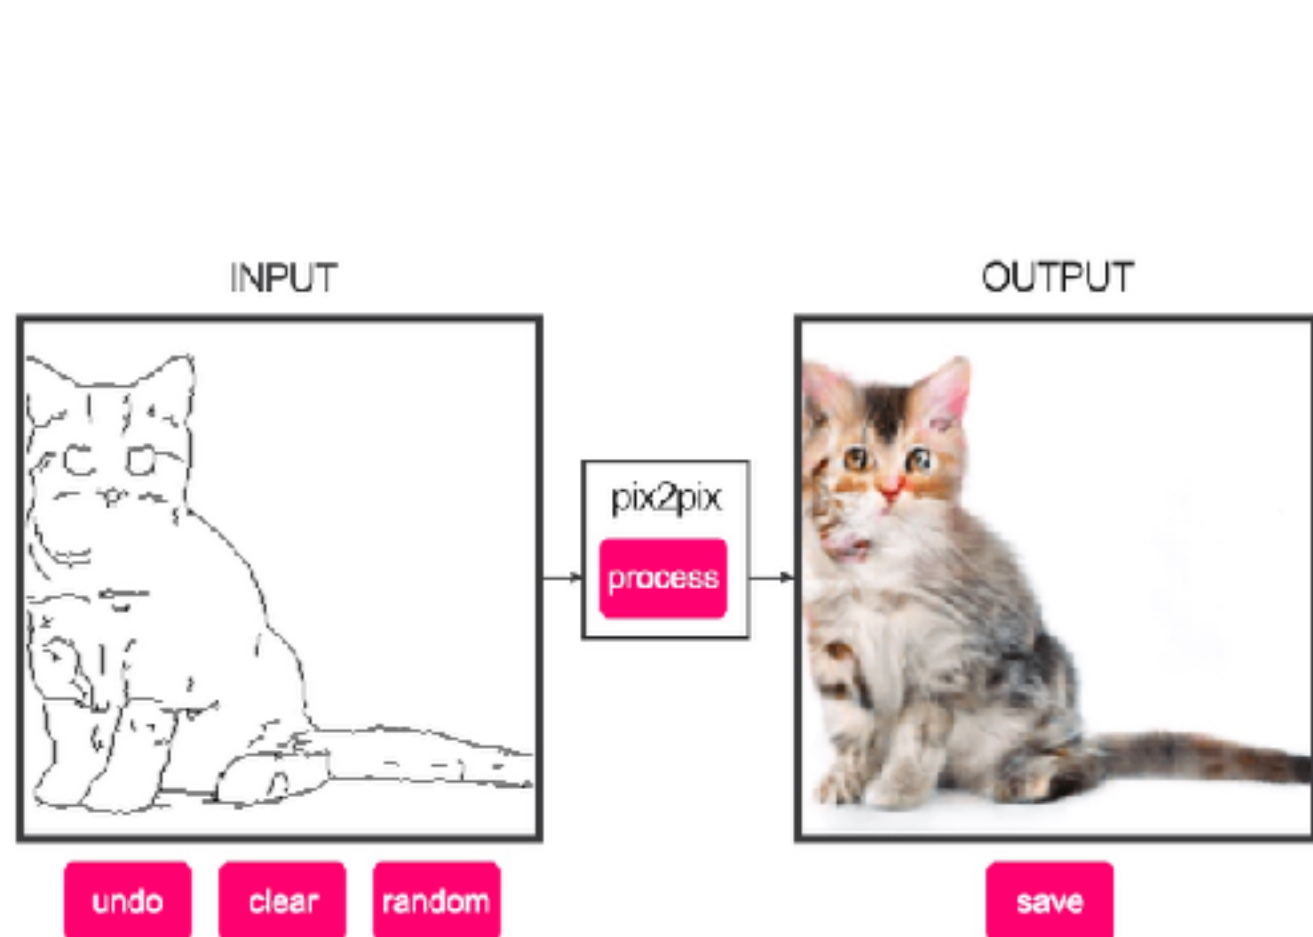 INPUT
OUTPUT
pix2pix
process
undo
clear
random
save